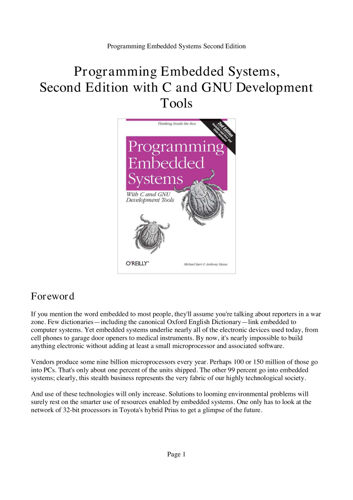 Programming Embedded Systems Second Edition
Programming Embedded Systems,
Second Edition with C and GNU Development
Tools
Thinking Inside the Box
2nd Edition
Programming
Embedded
Systems
With C and GNU
Development Tools
O'REILLY®
Michael Barr & Anthony Massa
Foreword
If you mention the word embedded to most people, they'll assume you're talking about reporters in a war
zone. Few dictionaries—including the canonical Oxford English Dictionary—link embedded to
computer systems. Yet embedded systems underlie nearly all of the electronic devices used today, from
cell phones to garage door openers to medical instruments. By now, it's nearly impossible to build
anything electronic without adding at least a small microprocessor and associated software.
Vendors produce some nine billion microprocessors every year. Perhaps 100 or 150 million of those go
into PCs. That's only about one percent of the units shipped. The other 99 percent go into embedded
systems; clearly, this stealth business represents the very fabric of our highly technological society.
And use of these technologies will only increase. Solutions to looming environmental problems will
surely rest on the smarter use of resources enabled by embedded systems. One only has to look at the
network of 32-bit processors in Toyota's hybrid Prius to get a glimpse of the future.
Page 1